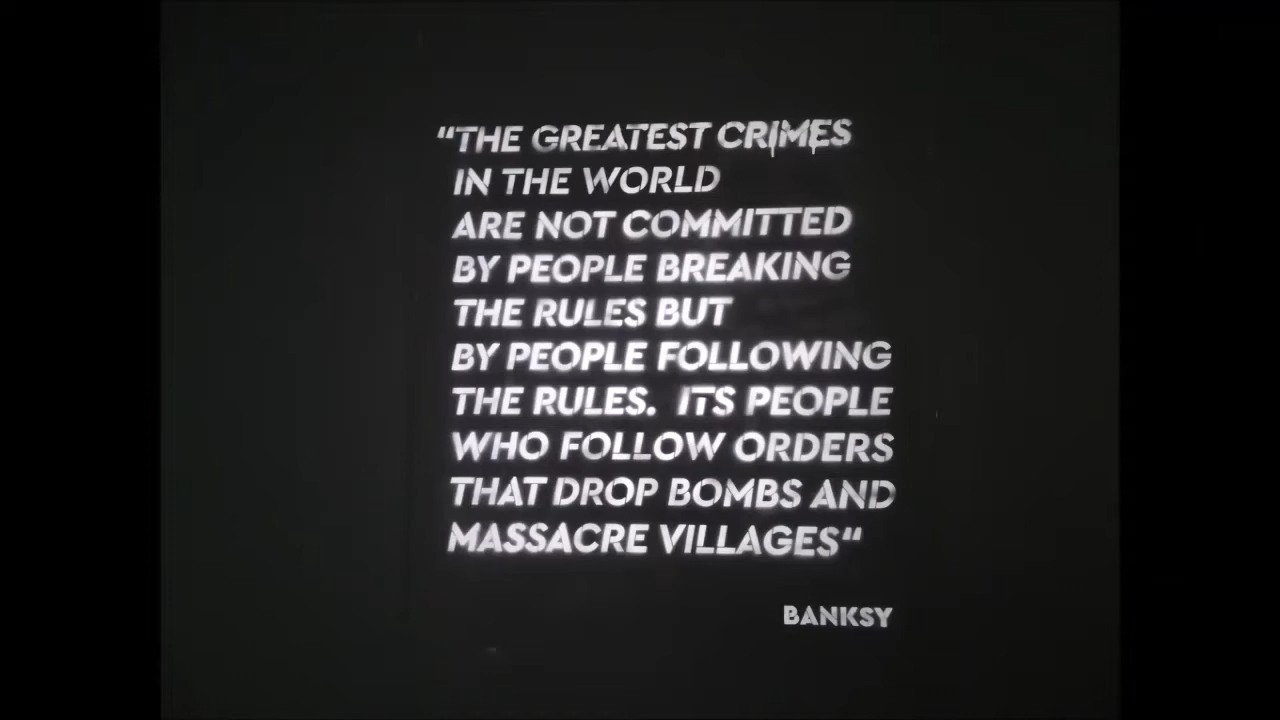 “THE GREATEST CRIMES
IN THE WORLD
ARE NOT COMMITTED
BY PEOPLE BREAKING
THE RULES BUT
BY PEOPLE FOLLOWING
THE RULES. ITS PEOPLE
WHO FOLLOW ORDERS
THAT DROP BOMBS AND
MASSACRE VILLAGES“
BANKSY